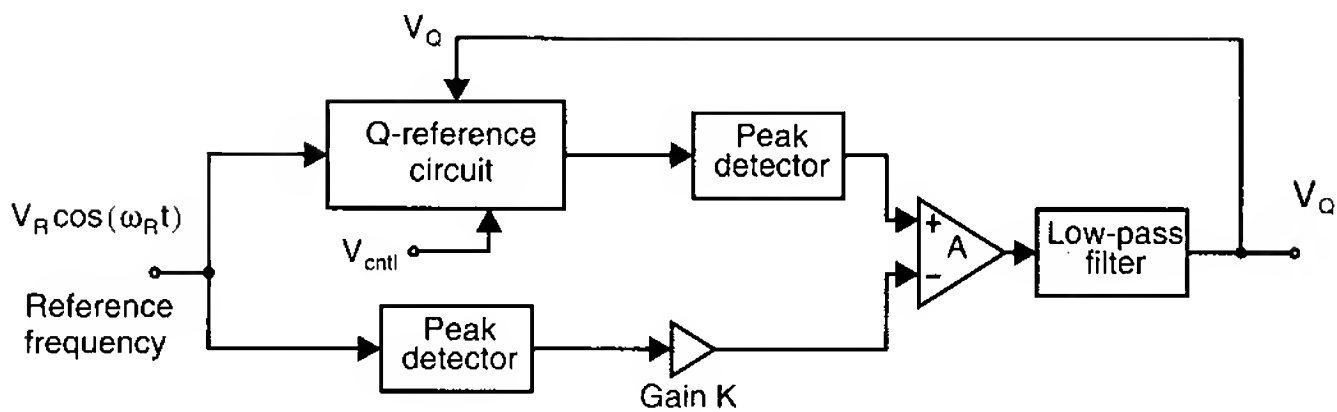 V_Q
Q-reference
circuit
Peak
detector
V_R cos (ω_R t)
V_cntl
+
A
−
Low-pass
filter
V_Q
Reference
frequency
Peak
detector
Gain K